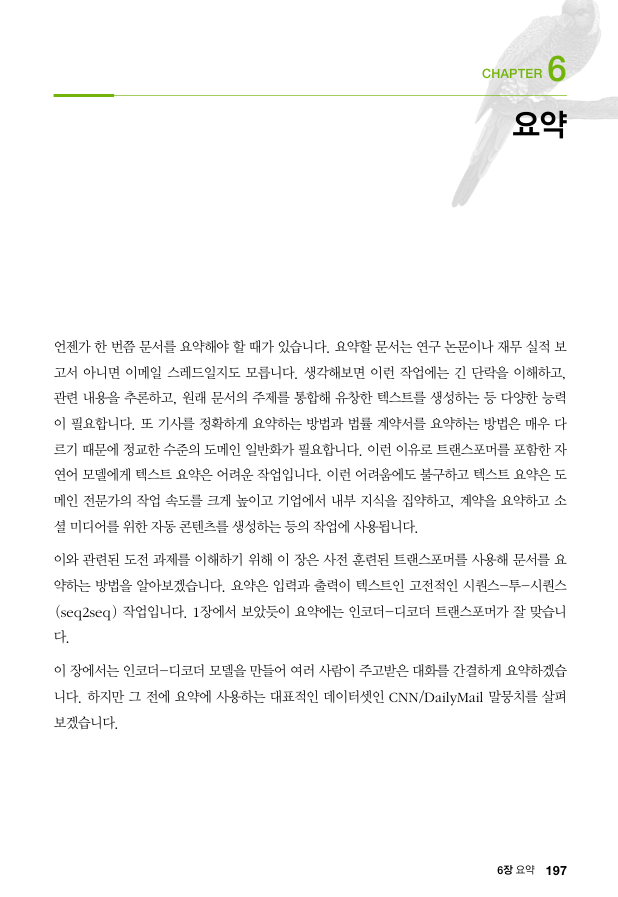 CHAPTER 6
요약
언젠가 한 번쯤 문서를 요약해야 할 때가 있습니다. 요약할 문서는 연구 논문이나 재무 실적 보
고서 아니면 이메일 스레드일지도 모릅니다. 생각해보면 이런 작업에는 긴 단락을 이해하고,
관련 내용을 추론하고, 원래 문서의 주제를 통합해 유창한 텍스트를 생성하는 등 다양한 능력
이 필요합니다. 또 기사를 정확하게 요약하는 방법과 법률 계약서를 요약하는 방법은 매우 다
르기 때문에 정교한 수준의 도메인 일반화가 필요합니다. 이런 이유로 트랜스포머를 포함한 자
연어 모델에게 텍스트 요약은 어려운 작업입니다. 이런 어려움에도 불구하고 텍스트 요약은 도
메인 전문가의 작업 속도를 크게 높이고 기업에서 내부 지식을 집약하고, 계약을 요약하고 소
셜 미디어를 위한 자동 콘텐츠를 생성하는 등의 작업에 사용됩니다.
이와 관련된 도전 과제를 이해하기 위해 이 장은 사전 훈련된 트랜스포머를 사용해 문서를 요
약하는 방법을 알아보겠습니다. 요약은 입력과 출력이 텍스트인 고전적인 시퀀스-투-시퀀스
(seq2seq) 작업입니다. 1장에서 보았듯이 요약에는 인코더-디코더 트랜스포머가 잘 맞습니
다.
이 장에서는 인코더-디코더 모델을 만들어 여러 사람이 주고받은 대화를 간결하게 요약하겠습
니다. 하지만 그 전에 요약에 사용하는 대표적인 데이터셋인 CNN/DailyMail 말뭉치를 살펴
보겠습니다.
6장 요약 197